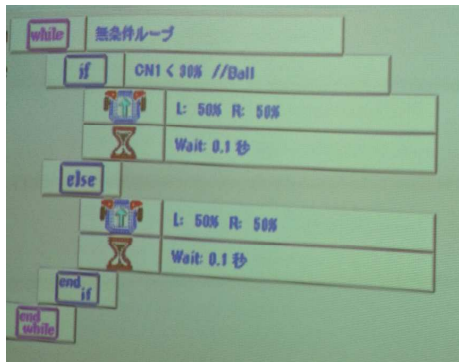 while 無条件ループ
if CN1 < 30% //Ball
L: 50% R: 50%
Wait: 0.1 秒
else
L: 50% R: 50%
Wait: 0.1 秒
end if
end while